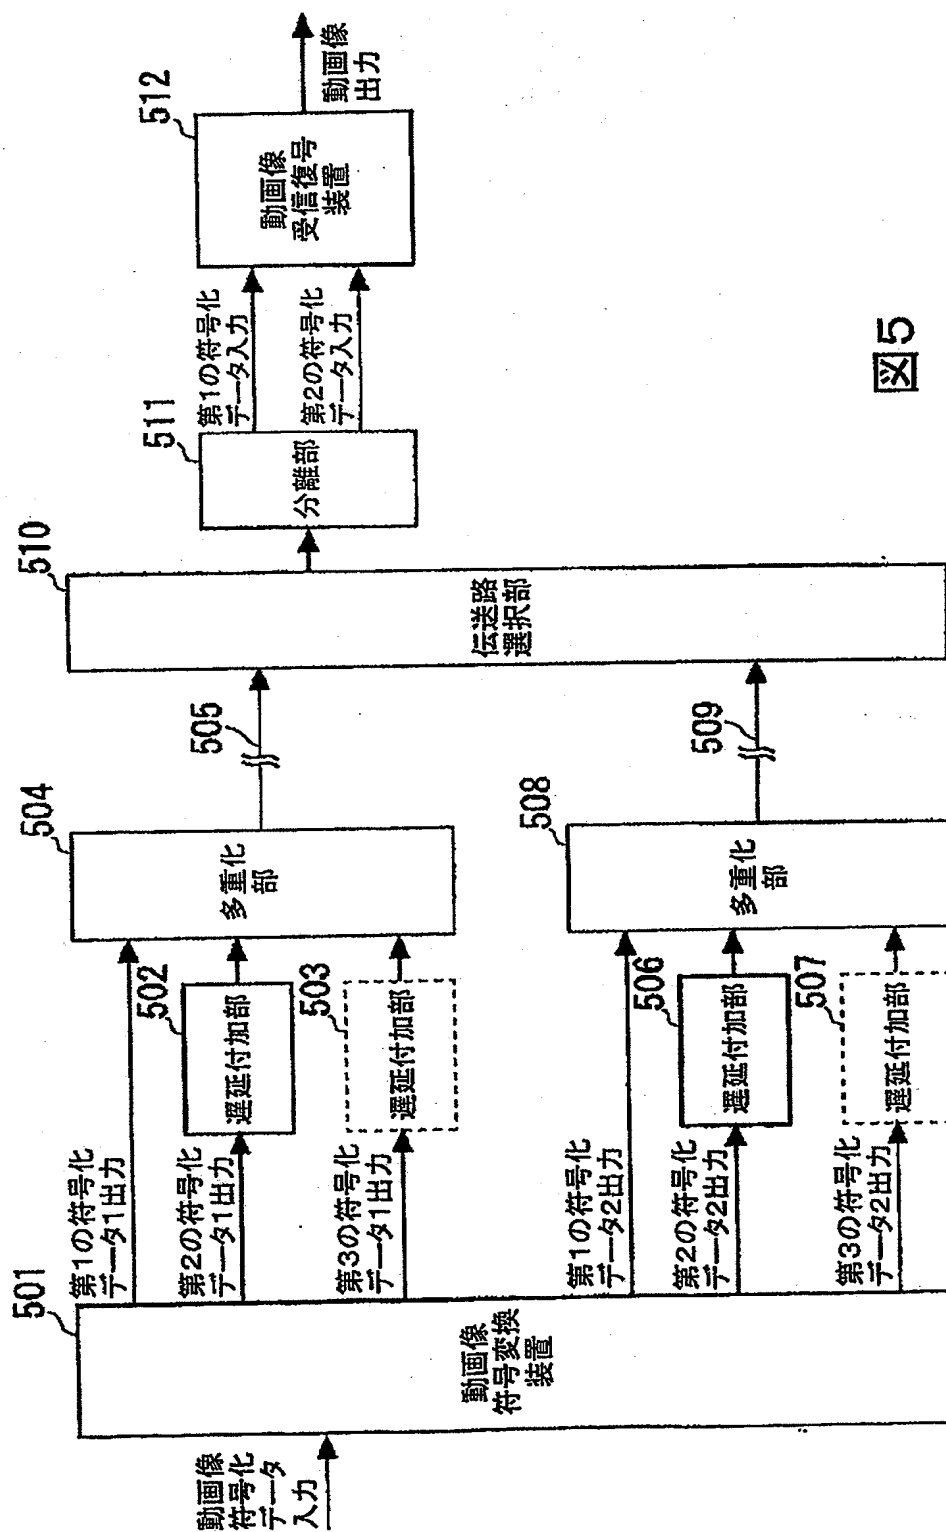 動画像
符号化
データ
入力
501
動画像
符号変換
装置
第1の符号化
データ1出力
第2の符号化
データ1出力
502
遅延付加部
第3の符号化
データ1出力
503
遅延付加部
504
多重化
部
505
第1の符号化
データ2出力
第2の符号化
データ2出力
506
遅延付加部
第3の符号化
データ2出力
507
遅延付加部
508
多重化
部
509
510
伝送路
選択部
511
分離部
第1の符号化
データ入力
第2の符号化
データ入力
512
動画像
受信復号
装置
動画像
出力
図5